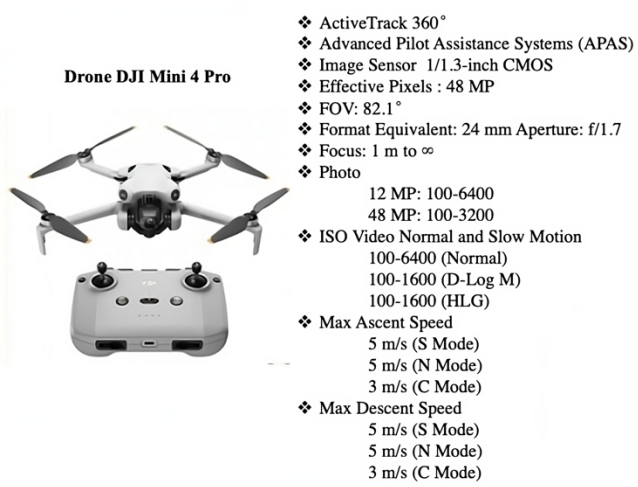 Drone DJI Mini 4 Pro
❖ ActiveTrack 360°
❖ Advanced Pilot Assistance Systems (APAS)
❖ Image Sensor 1/1.3-inch CMOS
❖ Effective Pixels : 48 MP
❖ FOV: 82.1°
❖ Format Equivalent: 24 mm Aperture: f/1.7
❖ Focus: 1 m to ∞
❖ Photo
12 MP: 100-6400
48 MP: 100-3200
❖ ISO Video Normal and Slow Motion
100-6400 (Normal)
100-1600 (D-Log M)
100-1600 (HLG)
❖ Max Ascent Speed
5 m/s (S Mode)
5 m/s (N Mode)
3 m/s (C Mode)
❖ Max Descent Speed
5 m/s (S Mode)
5 m/s (N Mode)
3 m/s (C Mode)